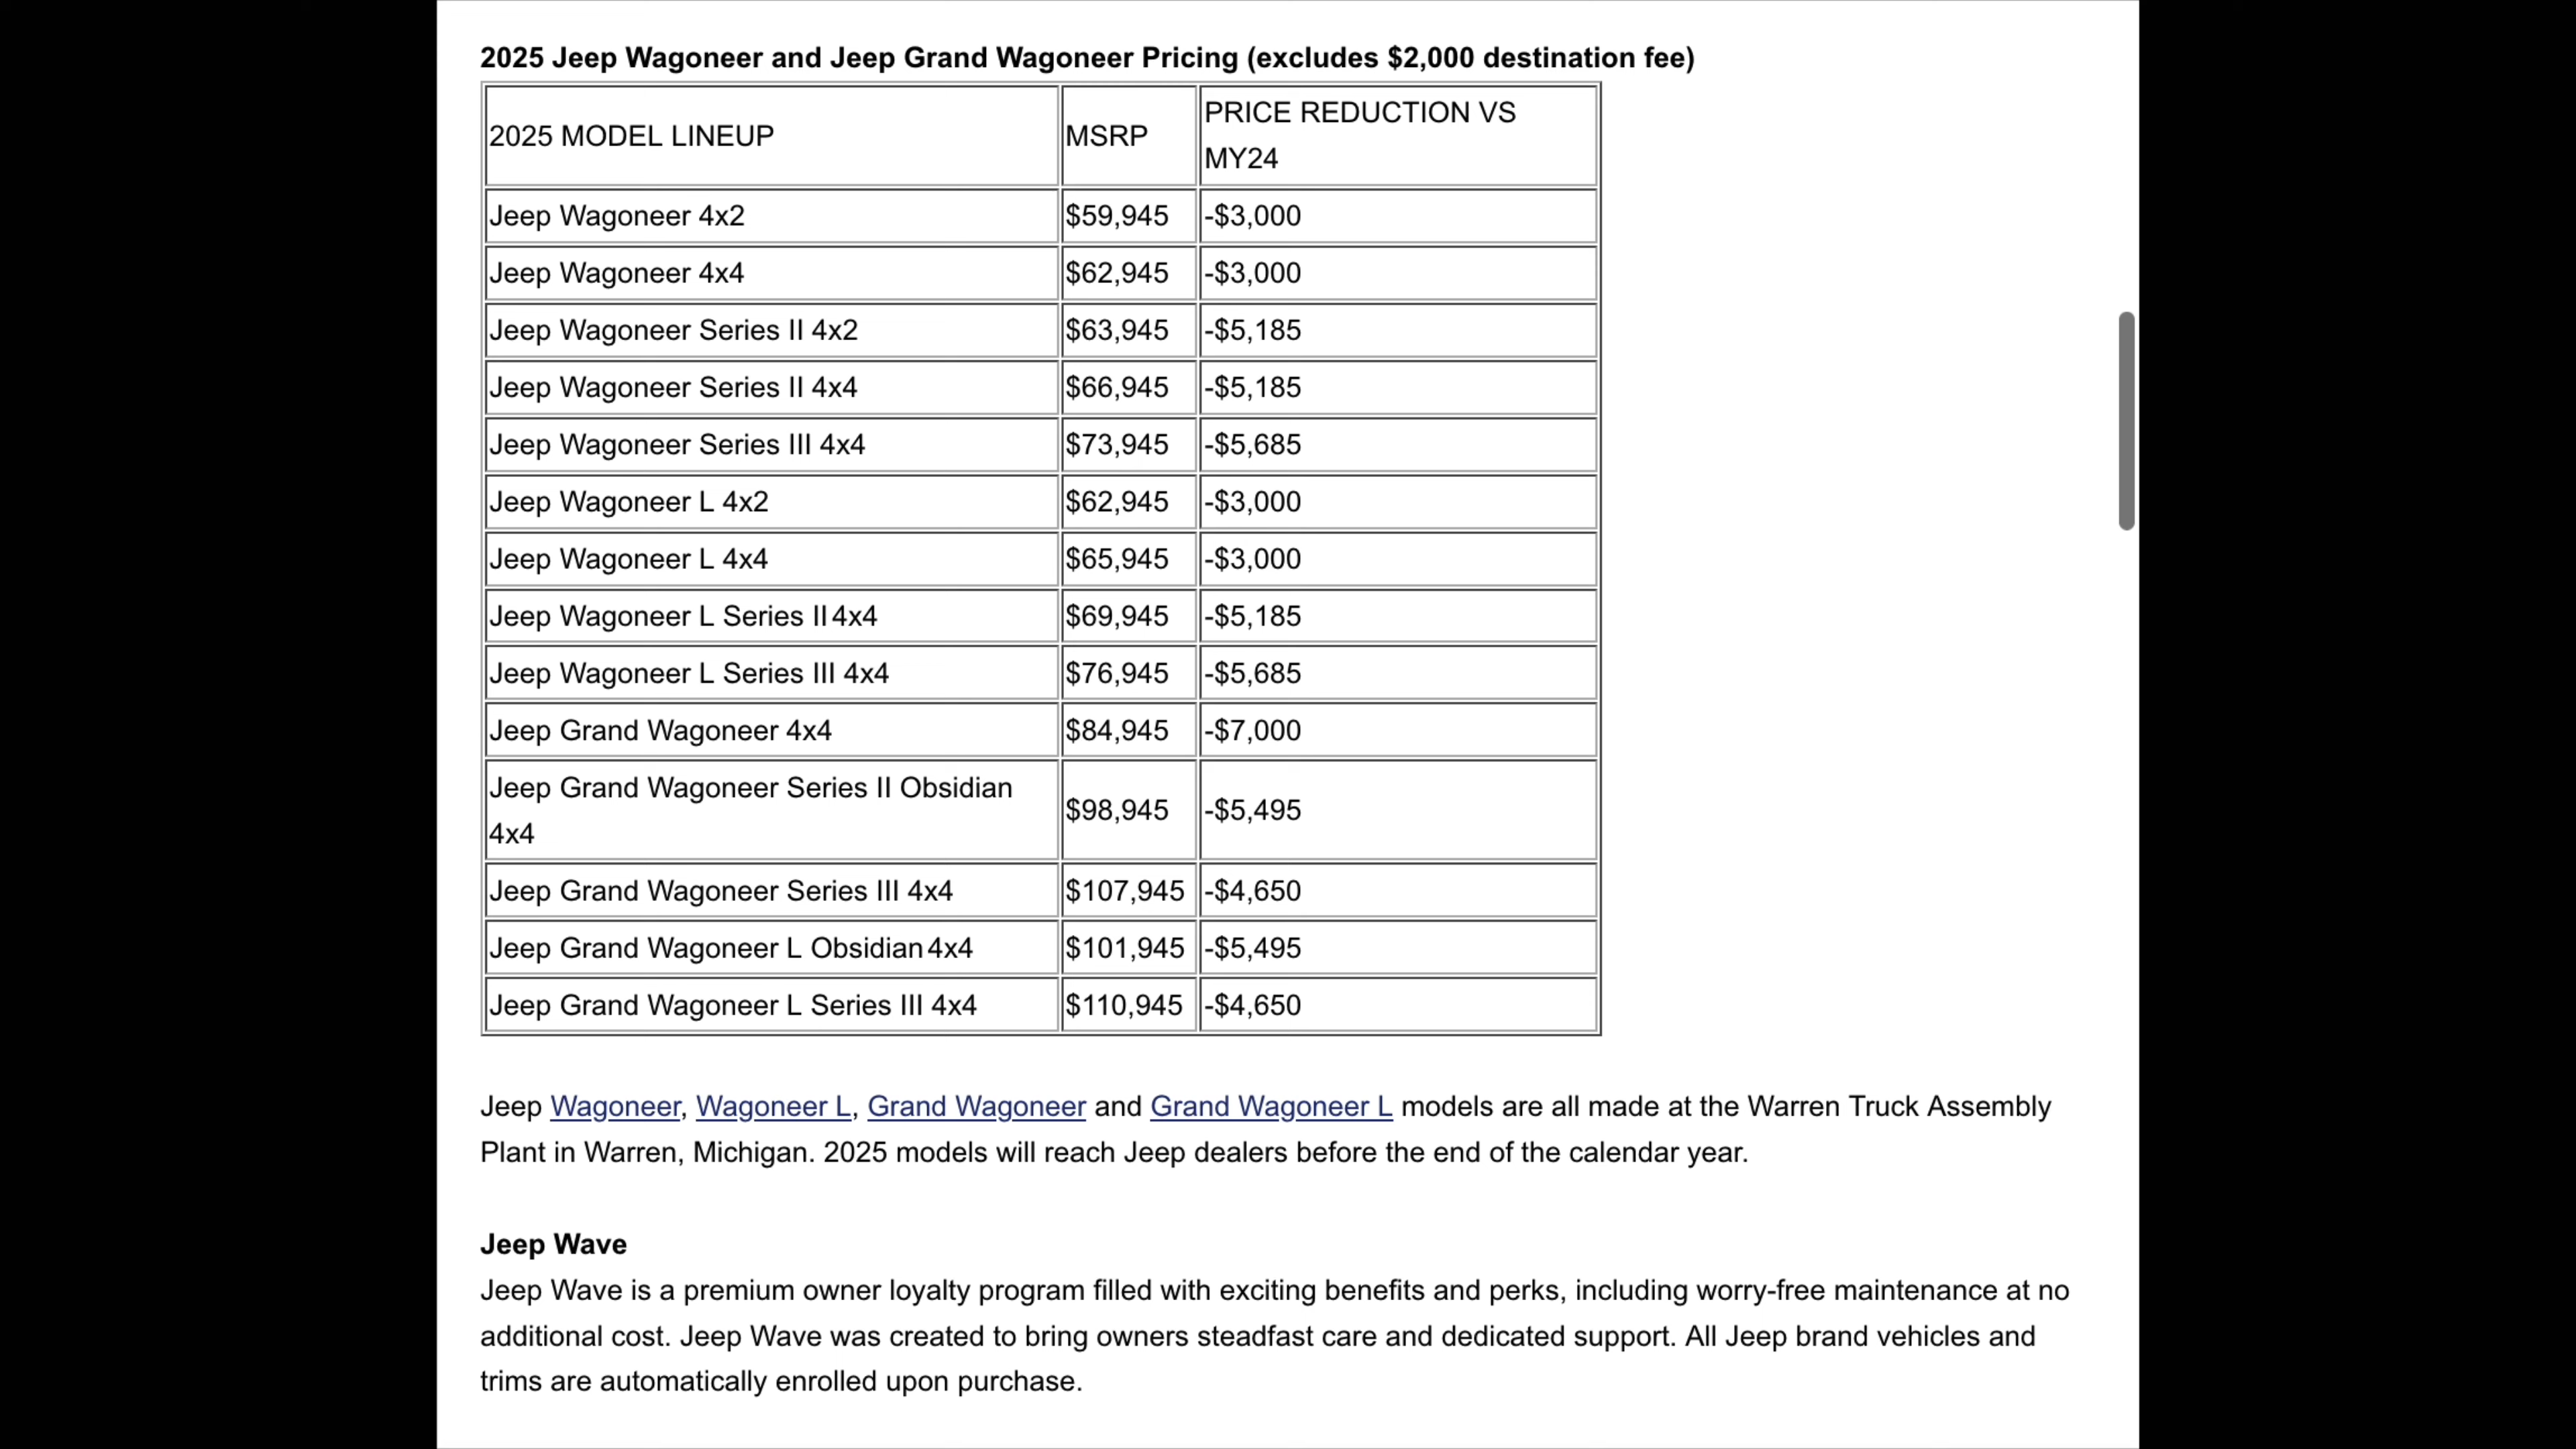 2025 Jeep Wagoneer and Jeep Grand Wagoneer Pricing (excludes $2,000 destination fee)
2025 MODEL LINEUP MSRP PRICE REDUCTION VS
MY24
Jeep Wagoneer 4x2 $59,945 -$3,000
Jeep Wagoneer 4x4 $62,945 -$3,000
Jeep Wagoneer Series II 4x2 $63,945 -$5,185
Jeep Wagoneer Series II 4x4 $66,945 -$5,185
Jeep Wagoneer Series III 4x4 $73,945 -$5,685
Jeep Wagoneer L 4x2 $62,945 -$3,000
Jeep Wagoneer L 4x4 $65,945 -$3,000
Jeep Wagoneer L Series II 4x4 $69,945 -$5,185
Jeep Wagoneer L Series III 4x4 $76,945 -$5,685
Jeep Grand Wagoneer 4x4 $84,945 -$7,000
Jeep Grand Wagoneer Series II Obsidian
4x4 $98,945 -$5,495
Jeep Grand Wagoneer Series III 4x4 $107,945 -$4,650
Jeep Grand Wagoneer L Obsidian 4x4 $101,945 -$5,495
Jeep Grand Wagoneer L Series III 4x4 $110,945 -$4,650
Jeep Wagoneer, Wagoneer L, Grand Wagoneer and Grand Wagoneer L models are all made at the Warren Truck Assembly
Plant in Warren, Michigan. 2025 models will reach Jeep dealers before the end of the calendar year.
Jeep Wave
Jeep Wave is a premium owner loyalty program filled with exciting benefits and perks, including worry-free maintenance at no
additional cost. Jeep Wave was created to bring owners steadfast care and dedicated support. All Jeep brand vehicles and
trims are automatically enrolled upon purchase.